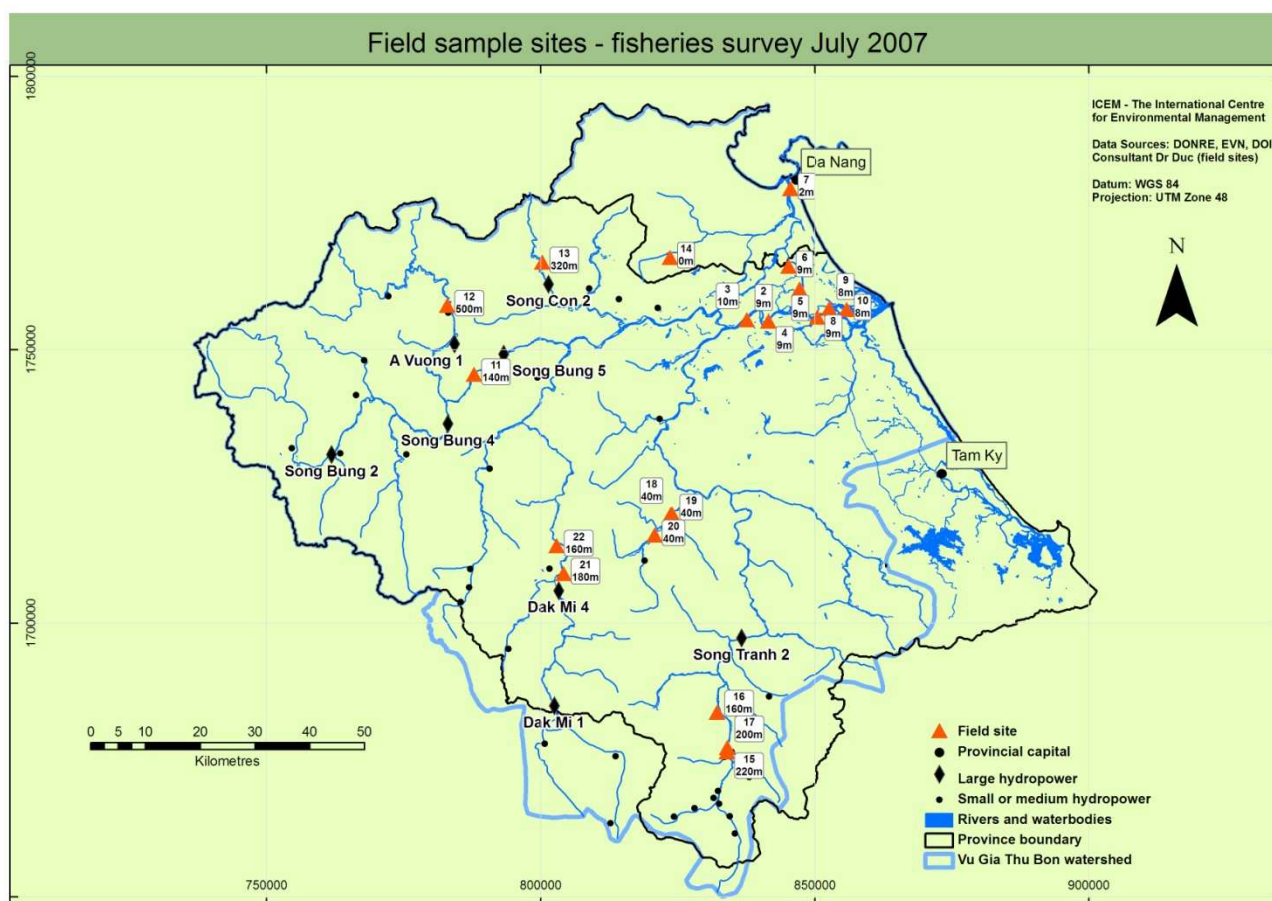 Field sample sites - fisheries survey July 2007
1800000
1750000
1700000
ICEM - The International Centre
for Environmental Management
Data Sources: DONRE, EVN, DOI
Consultant Dr Duc (field sites)
Datum: WGS 84
Projection: UTM Zone 48
N
Da Nang
7
2m
14
0m
13
320m
Song Con 2
12
500m
6
9m
9
8m
3
10m
2
9m
5
9m
10
8m
4
9m
8
9m
A Vuong 1
Song Bung 5
11
140m
Song Bung 4
Song Bung 2
Tam Ky
18
40m
19
40m
20
40m
22
160m
21
180m
Dak Mi 4
Song Tranh 2
16
160m
Dak Mi 1
17
200m
15
220m
0 5 10 20 30 40 50
Kilometres
Field site
Provincial capital
Large hydropower
Small or medium hydropower
Rivers and waterbodies
Province boundary
Vu Gia Thu Bon watershed
750000 800000 850000 900000